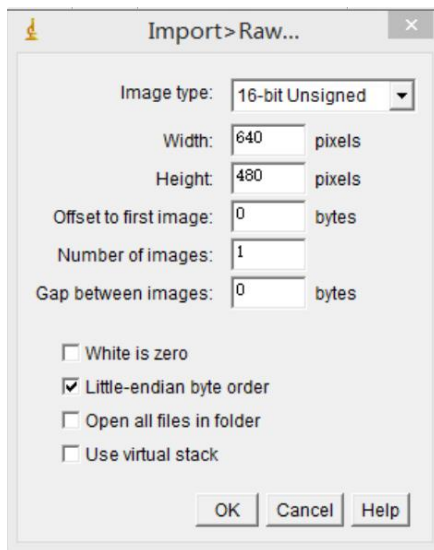 Import>Raw...
Image type: 16-bit Unsigned
Width: 640 pixels
Height: 480 pixels
Offset to first image: 0 bytes
Number of images: 1
Gap between images: 0 bytes
White is zero
Little-endian byte order
Open all files in folder
Use virtual stack
OK Cancel Help